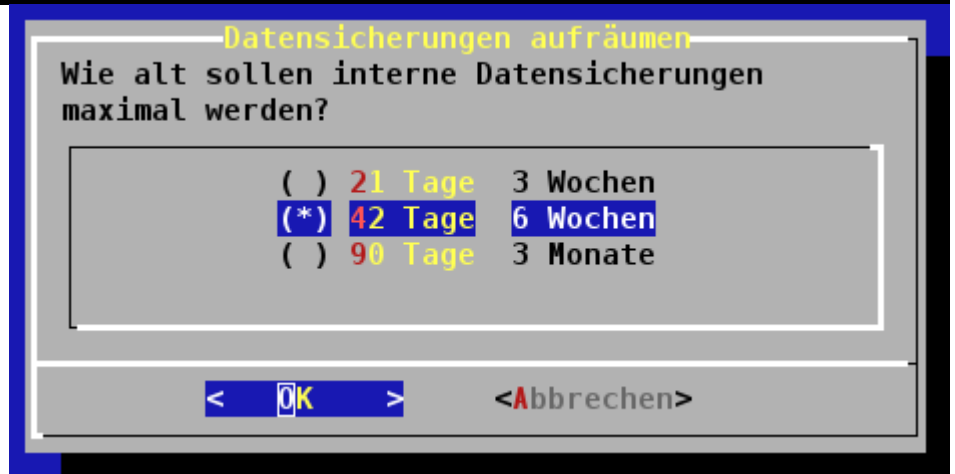 Datensicherungen aufräumen
Wie alt sollen interne Datensicherungen
maximal werden?
( ) 21 Tage 3 Wochen
(*) 42 Tage 6 Wochen
( ) 90 Tage 3 Monate
< OK > <Abbrechen>